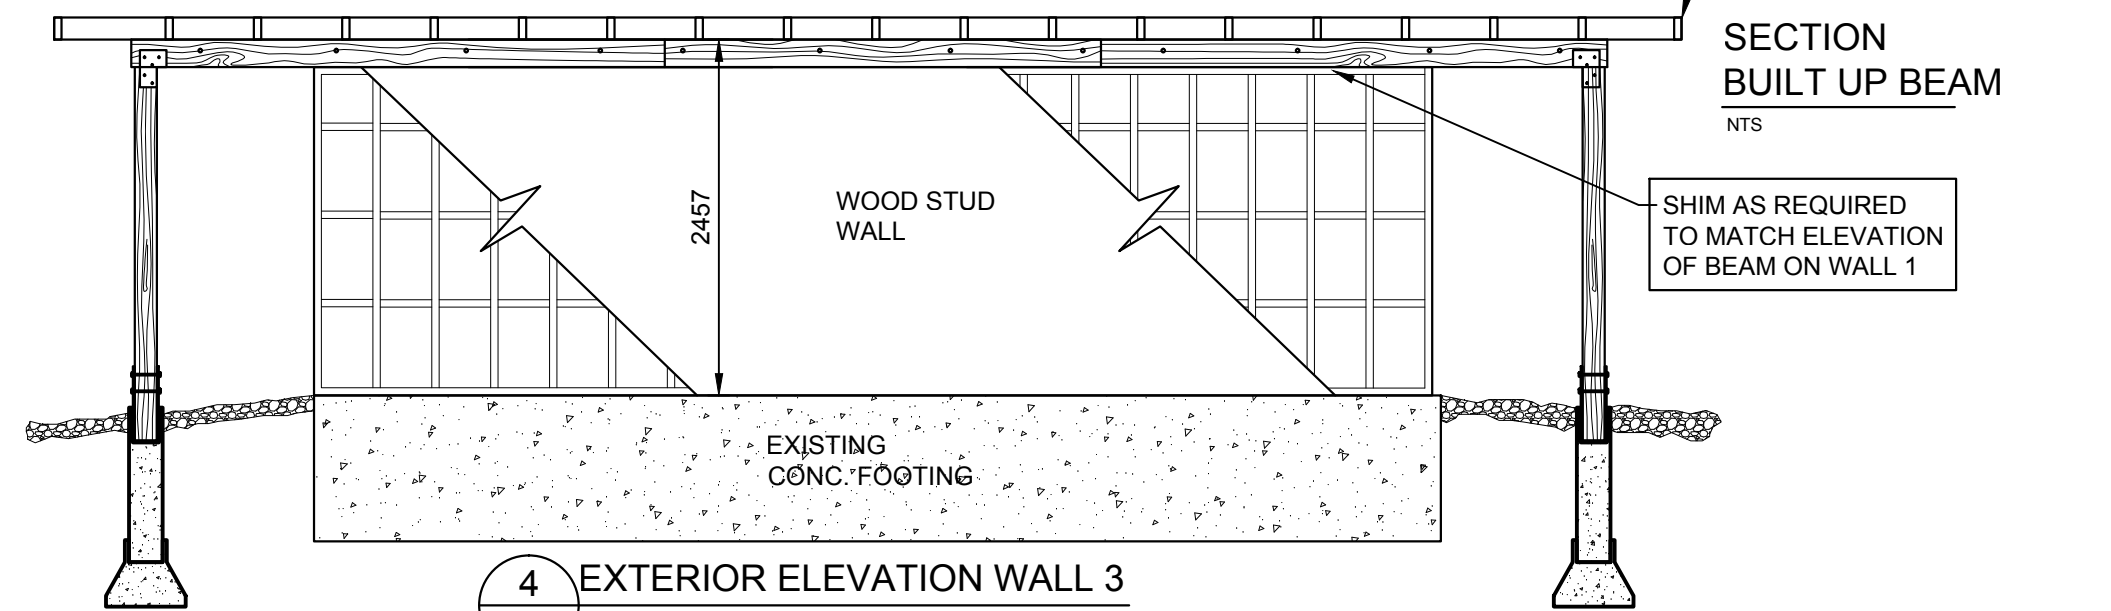 SECTION
BUILT UP BEAM
NTS
2457
WOOD STUD
WALL
SHIM AS REQUIRED
TO MATCH ELEVATION
OF BEAM ON WALL 1
EXISTING
CONC. FOOTING
4 EXTERIOR ELEVATION WALL 3